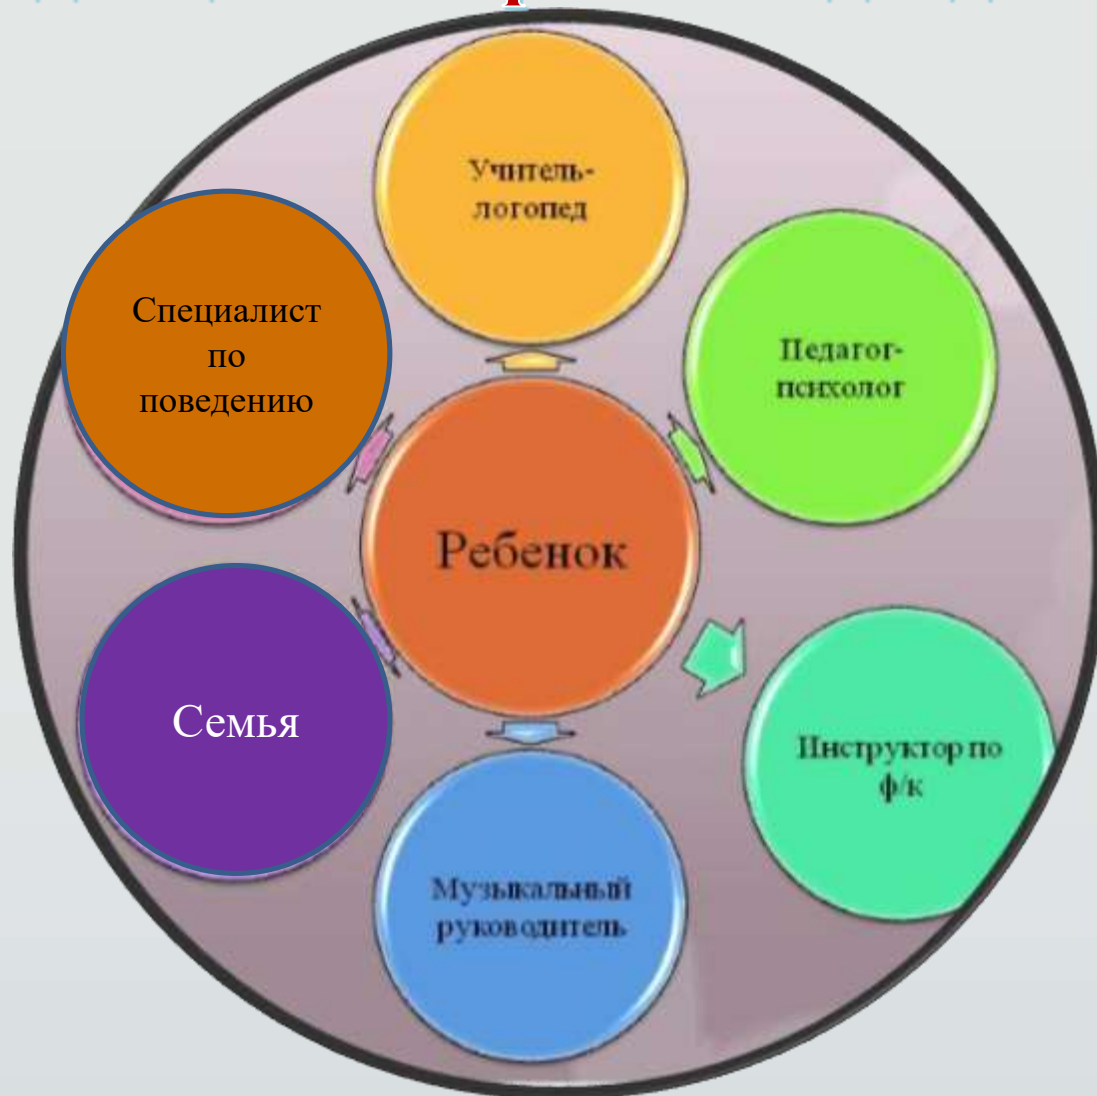 Учитель-
логопед
Специалист
по
поведению
Педагог-
психолог
Ребенок
Семья
Инструктор по
ф/к
Музыкальный
руководитель